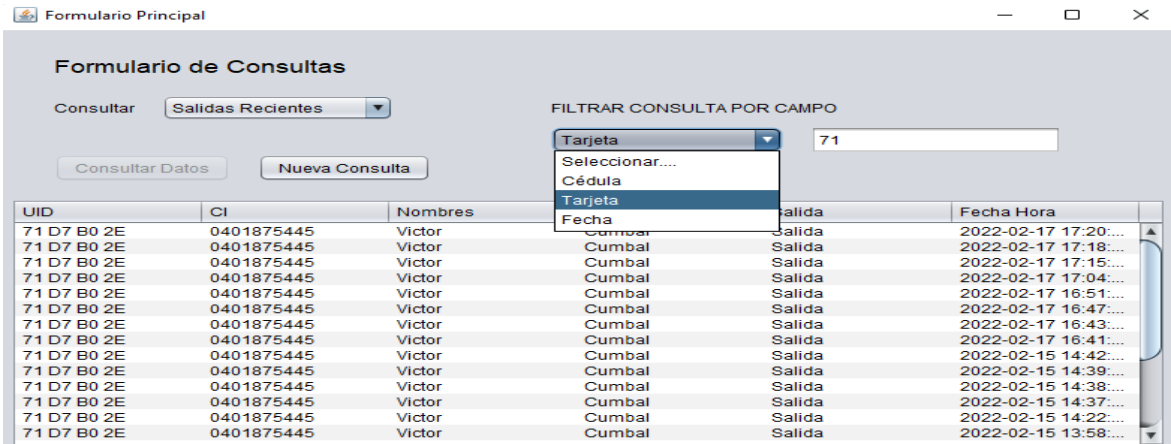 Formulario Principal
Formulario de Consultas
Consultar Salidas Recientes FILTRAR CONSULTA POR CAMPO
Tarjeta 71
Consultar Datos Nueva Consulta
Seleccionar....
Cédula
Tarjeta
Fecha
UID CI Nombres Salida Fecha Hora
71 D7 B0 2E 0401875445 Victor Cumbal Salida 2022-02-17 17:20:...
71 D7 B0 2E 0401875445 Victor Cumbal Salida 2022-02-17 17:18:...
71 D7 B0 2E 0401875445 Victor Cumbal Salida 2022-02-17 17:15:...
71 D7 B0 2E 0401875445 Victor Cumbal Salida 2022-02-17 17:04:...
71 D7 B0 2E 0401875445 Victor Cumbal Salida 2022-02-17 16:51:...
71 D7 B0 2E 0401875445 Victor Cumbal Salida 2022-02-17 16:47:...
71 D7 B0 2E 0401875445 Victor Cumbal Salida 2022-02-17 16:43:...
71 D7 B0 2E 0401875445 Victor Cumbal Salida 2022-02-17 16:41:...
71 D7 B0 2E 0401875445 Victor Cumbal Salida 2022-02-15 14:42:...
71 D7 B0 2E 0401875445 Victor Cumbal Salida 2022-02-15 14:39:...
71 D7 B0 2E 0401875445 Victor Cumbal Salida 2022-02-15 14:38:...
71 D7 B0 2E 0401875445 Victor Cumbal Salida 2022-02-15 14:37:...
71 D7 B0 2E 0401875445 Victor Cumbal Salida 2022-02-15 14:22:...
71 D7 B0 2E 0401875445 Victor Cumbal Salida 2022-02-15 13:58:...